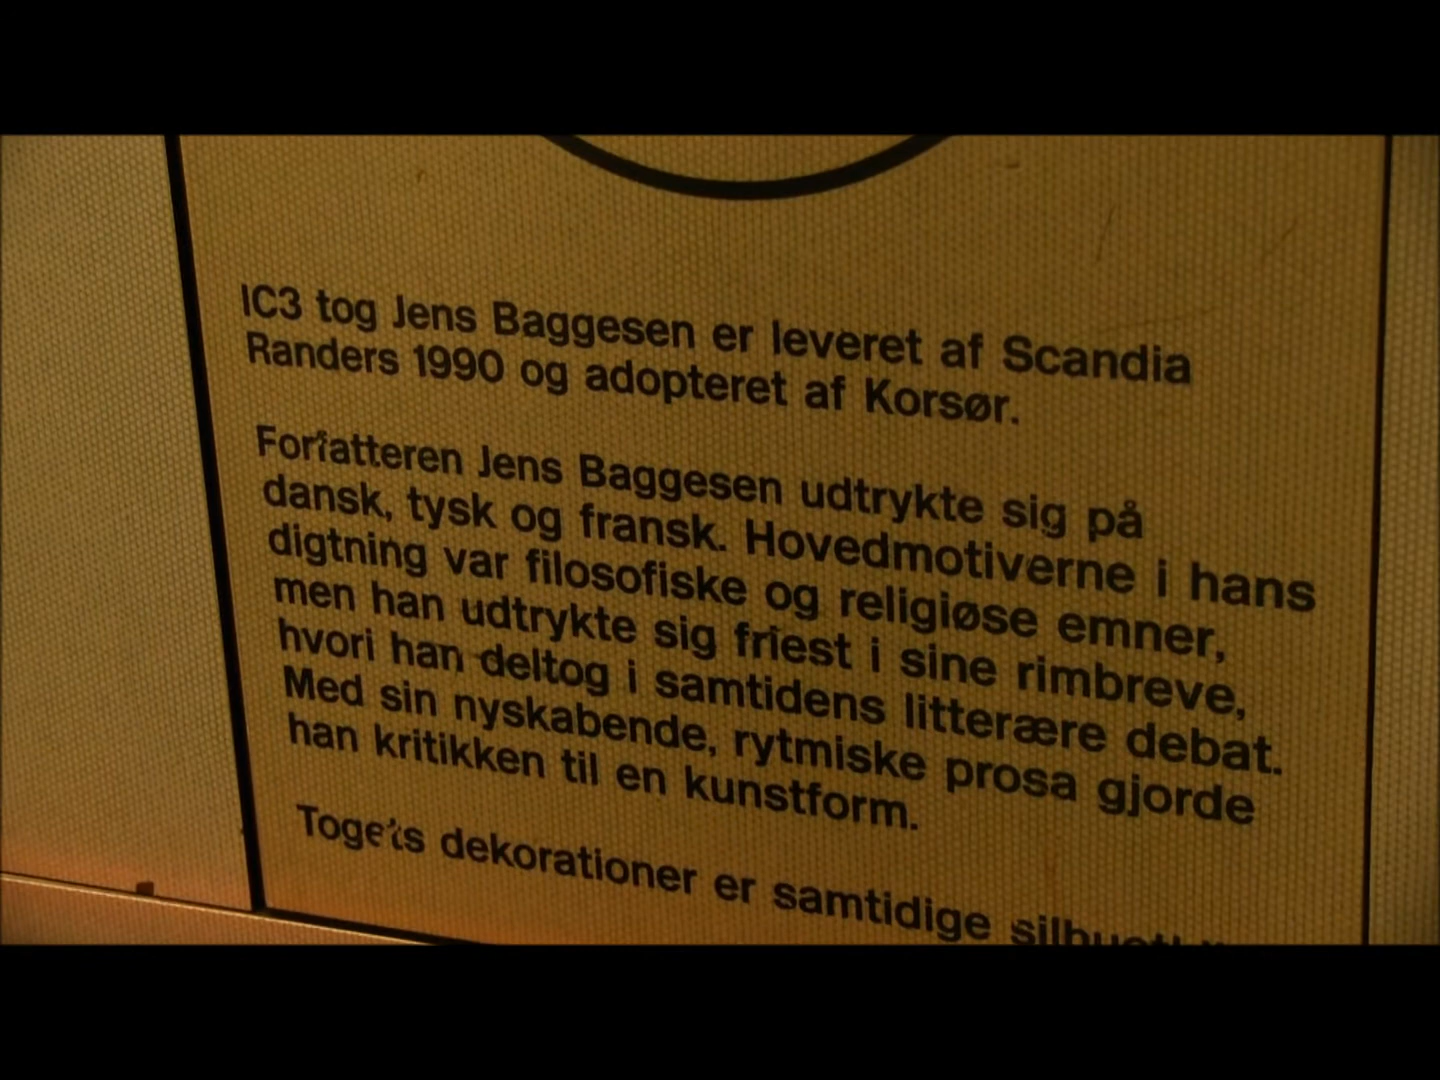 IC3 tog Jens Baggesen er leveret af Scandia
Randers 1990 og adopteret af Korsør.
Forfatteren Jens Baggesen udtrykte sig på
dansk, tysk og fransk. Hovedmotiverne i hans
digtning var filosofiske og religiøse emner,
men han udtrykte sig friest i sine rimbreve,
hvori han deltog i samtidens litterære debat.
Med sin nyskabende, rytmiske prosa gjorde
han kritikken til en kunstform.
Togets dekorationer er samtidige